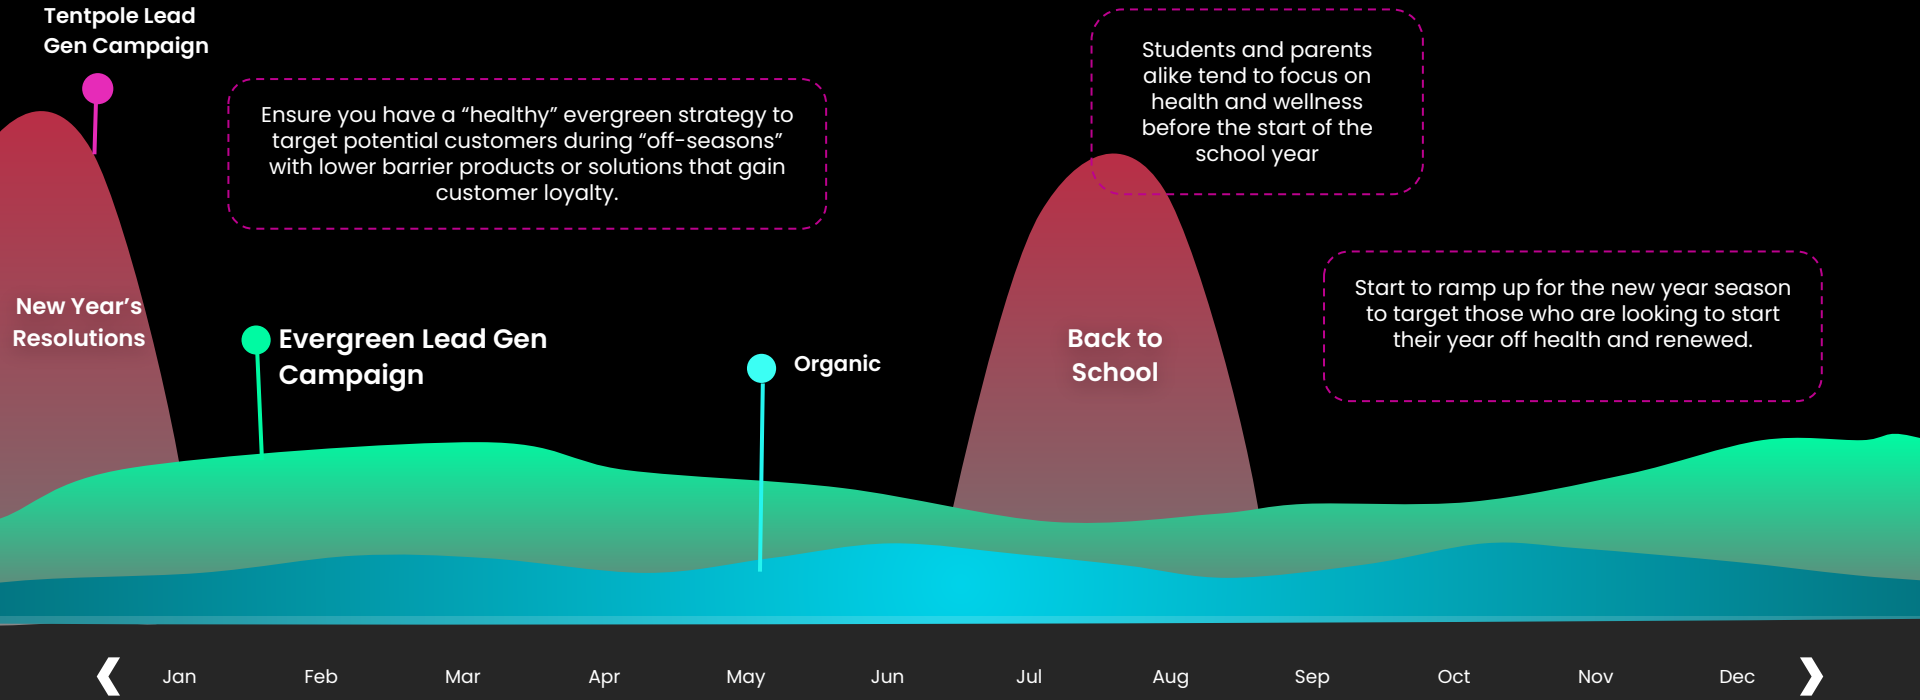 Tentpole Lead
Gen Campaign
Ensure you have a “healthy” evergreen strategy to
target potential customers during “off-seasons”
with lower barrier products or solutions that gain
customer loyalty.
Students and parents
alike tend to focus on
health and wellness
before the start of the
school year
Start to ramp up for the new year season
to target those who are looking to start
their year off health and renewed.
New Year’s
Resolutions
Evergreen Lead Gen
Campaign
Organic
Back to
School
Jan Feb Mar Apr May Jun Jul Aug Sep Oct Nov Dec